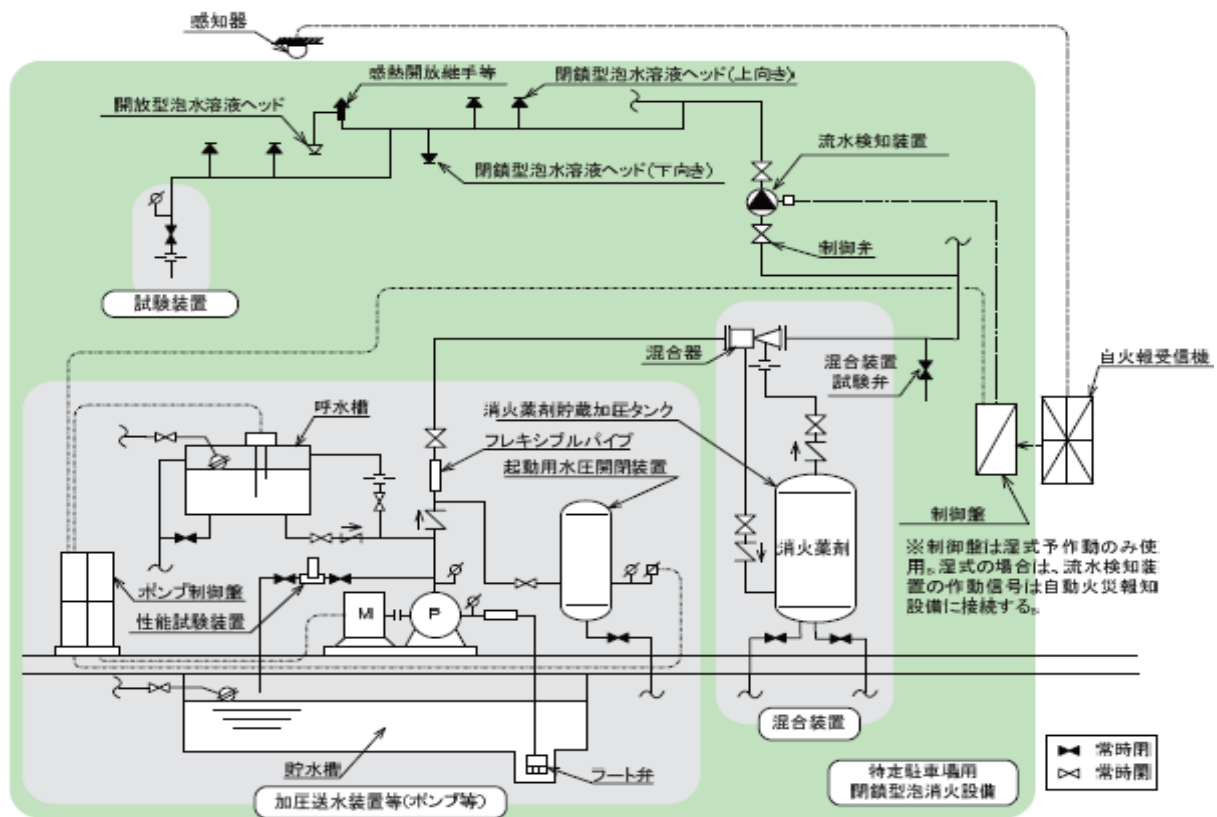 感知器
感熱開放継手等
閉鎖型泡水溶液ヘッド(上向き)
開放型泡水溶液ヘッド
流水検知装置
閉鎖型泡水溶液ヘッド(下向き)
制御弁
試験装置
混合器
混合装置
試験弁
自火報受信機
呼水槽
消火薬剤貯蔵加圧タンク
フレキシブルパイプ
起動用水圧開閉装置
制御盤
消火薬剤
※制御盤は湿式予作動のみ使
用。湿式の場合は、流水検知装
置の作動信号は自動火災報知
設備に接続する。
ポンプ制御盤
性能試験装置
M
P
混合装置
貯水槽
フート弁
加圧送水装置等(ポンプ等)
特定駐車場用
閉鎖型泡消火設備
常時閉
常時開